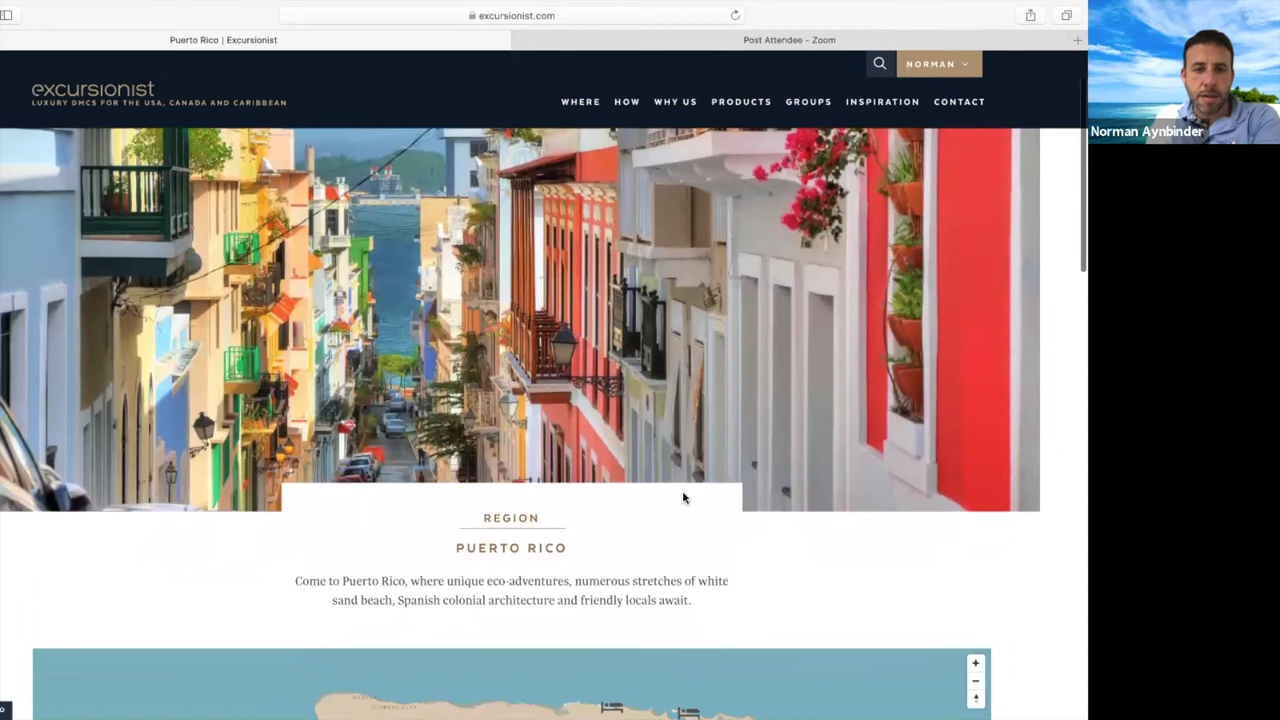 excursionist.com
Puerto Rico | Excursionist
Post Attendee - Zoom
NORMAN
excursionist
LUXURY DMCS FOR THE USA, CANADA AND CARIBBEAN
WHERE HOW WHY US PRODUCTS GROUPS INSPIRATION CONTACT
Norman Aynbinder
REGION
PUERTO RICO
Come to Puerto Rico, where unique eco-adventures, numerous stretches of white
sand beach, Spanish colonial architecture and friendly locals await.